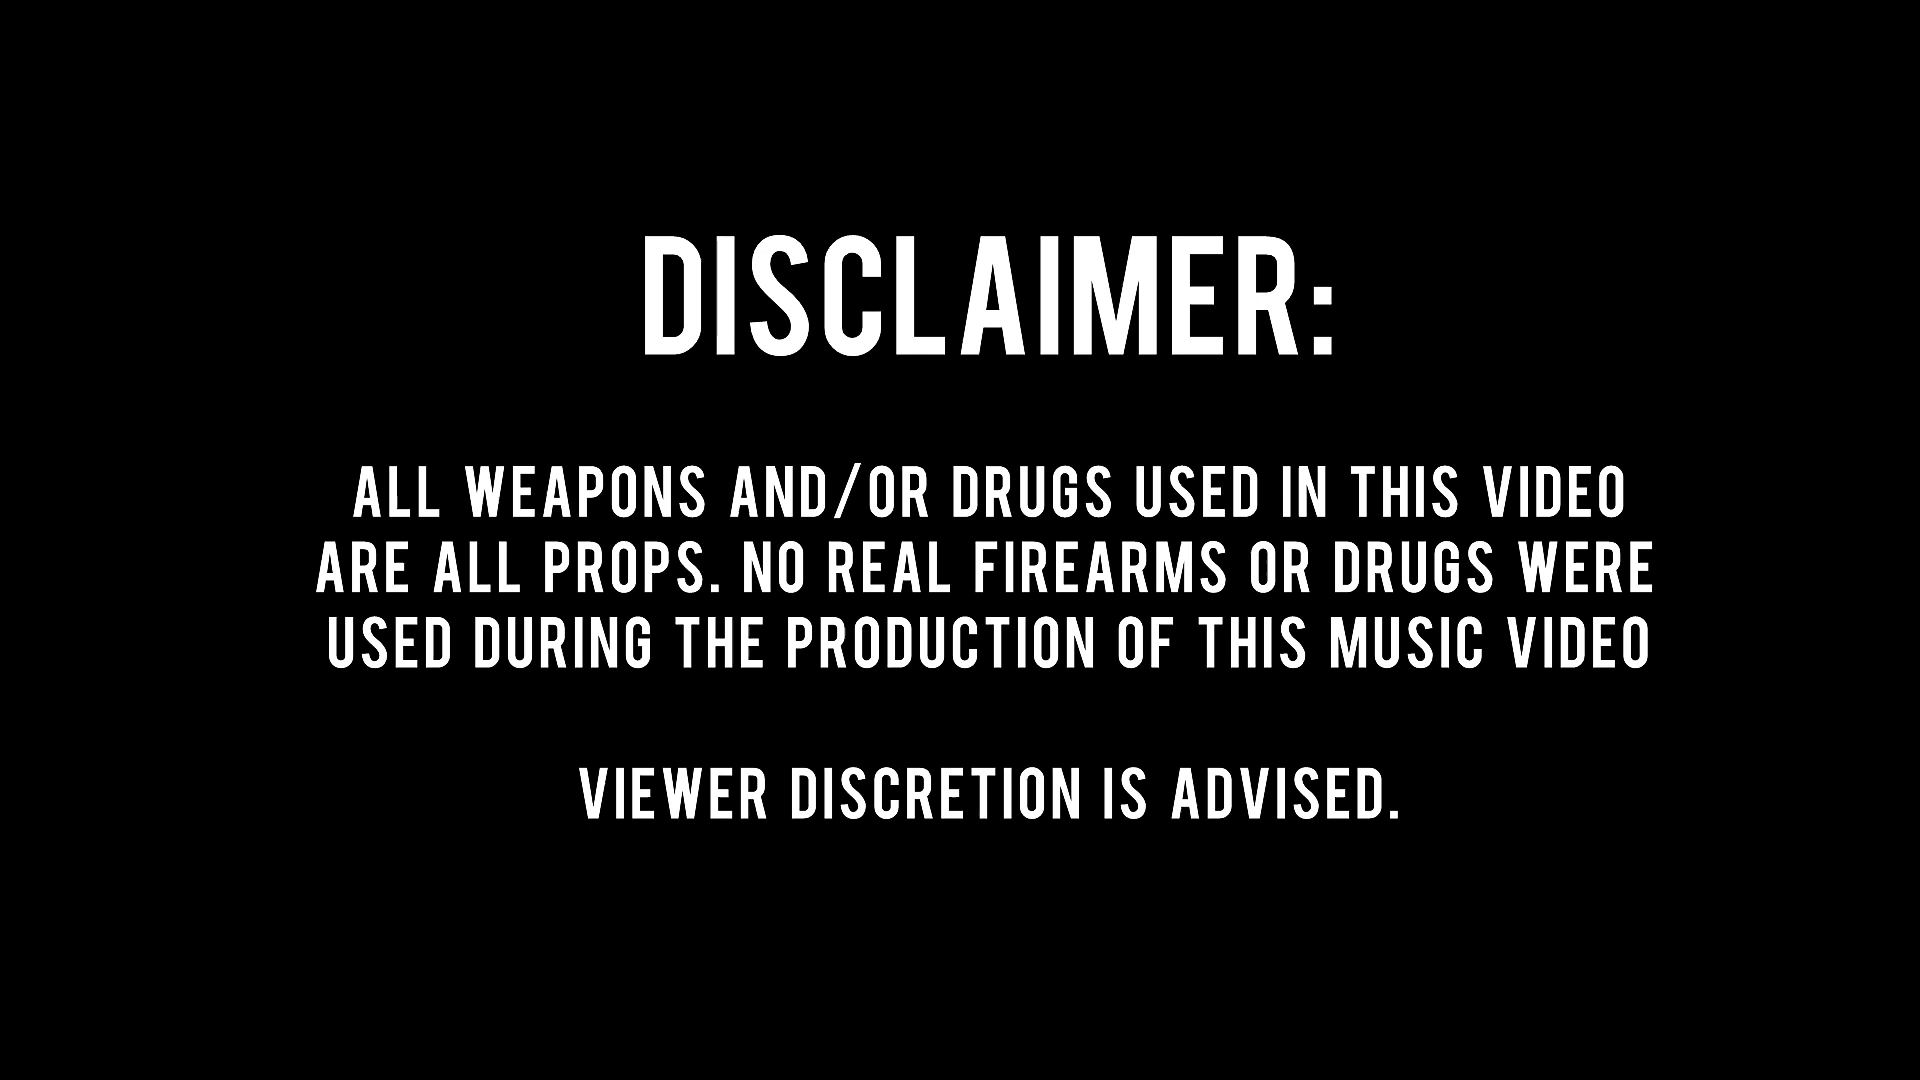 DISCLAIMER:
ALL WEAPONS AND/OR DRUGS USED IN THIS VIDEO
ARE ALL PROPS. NO REAL FIREARMS OR DRUGS WERE
USED DURING THE PRODUCTION OF THIS MUSIC VIDEO
VIEWER DISCRETION IS ADVISED.